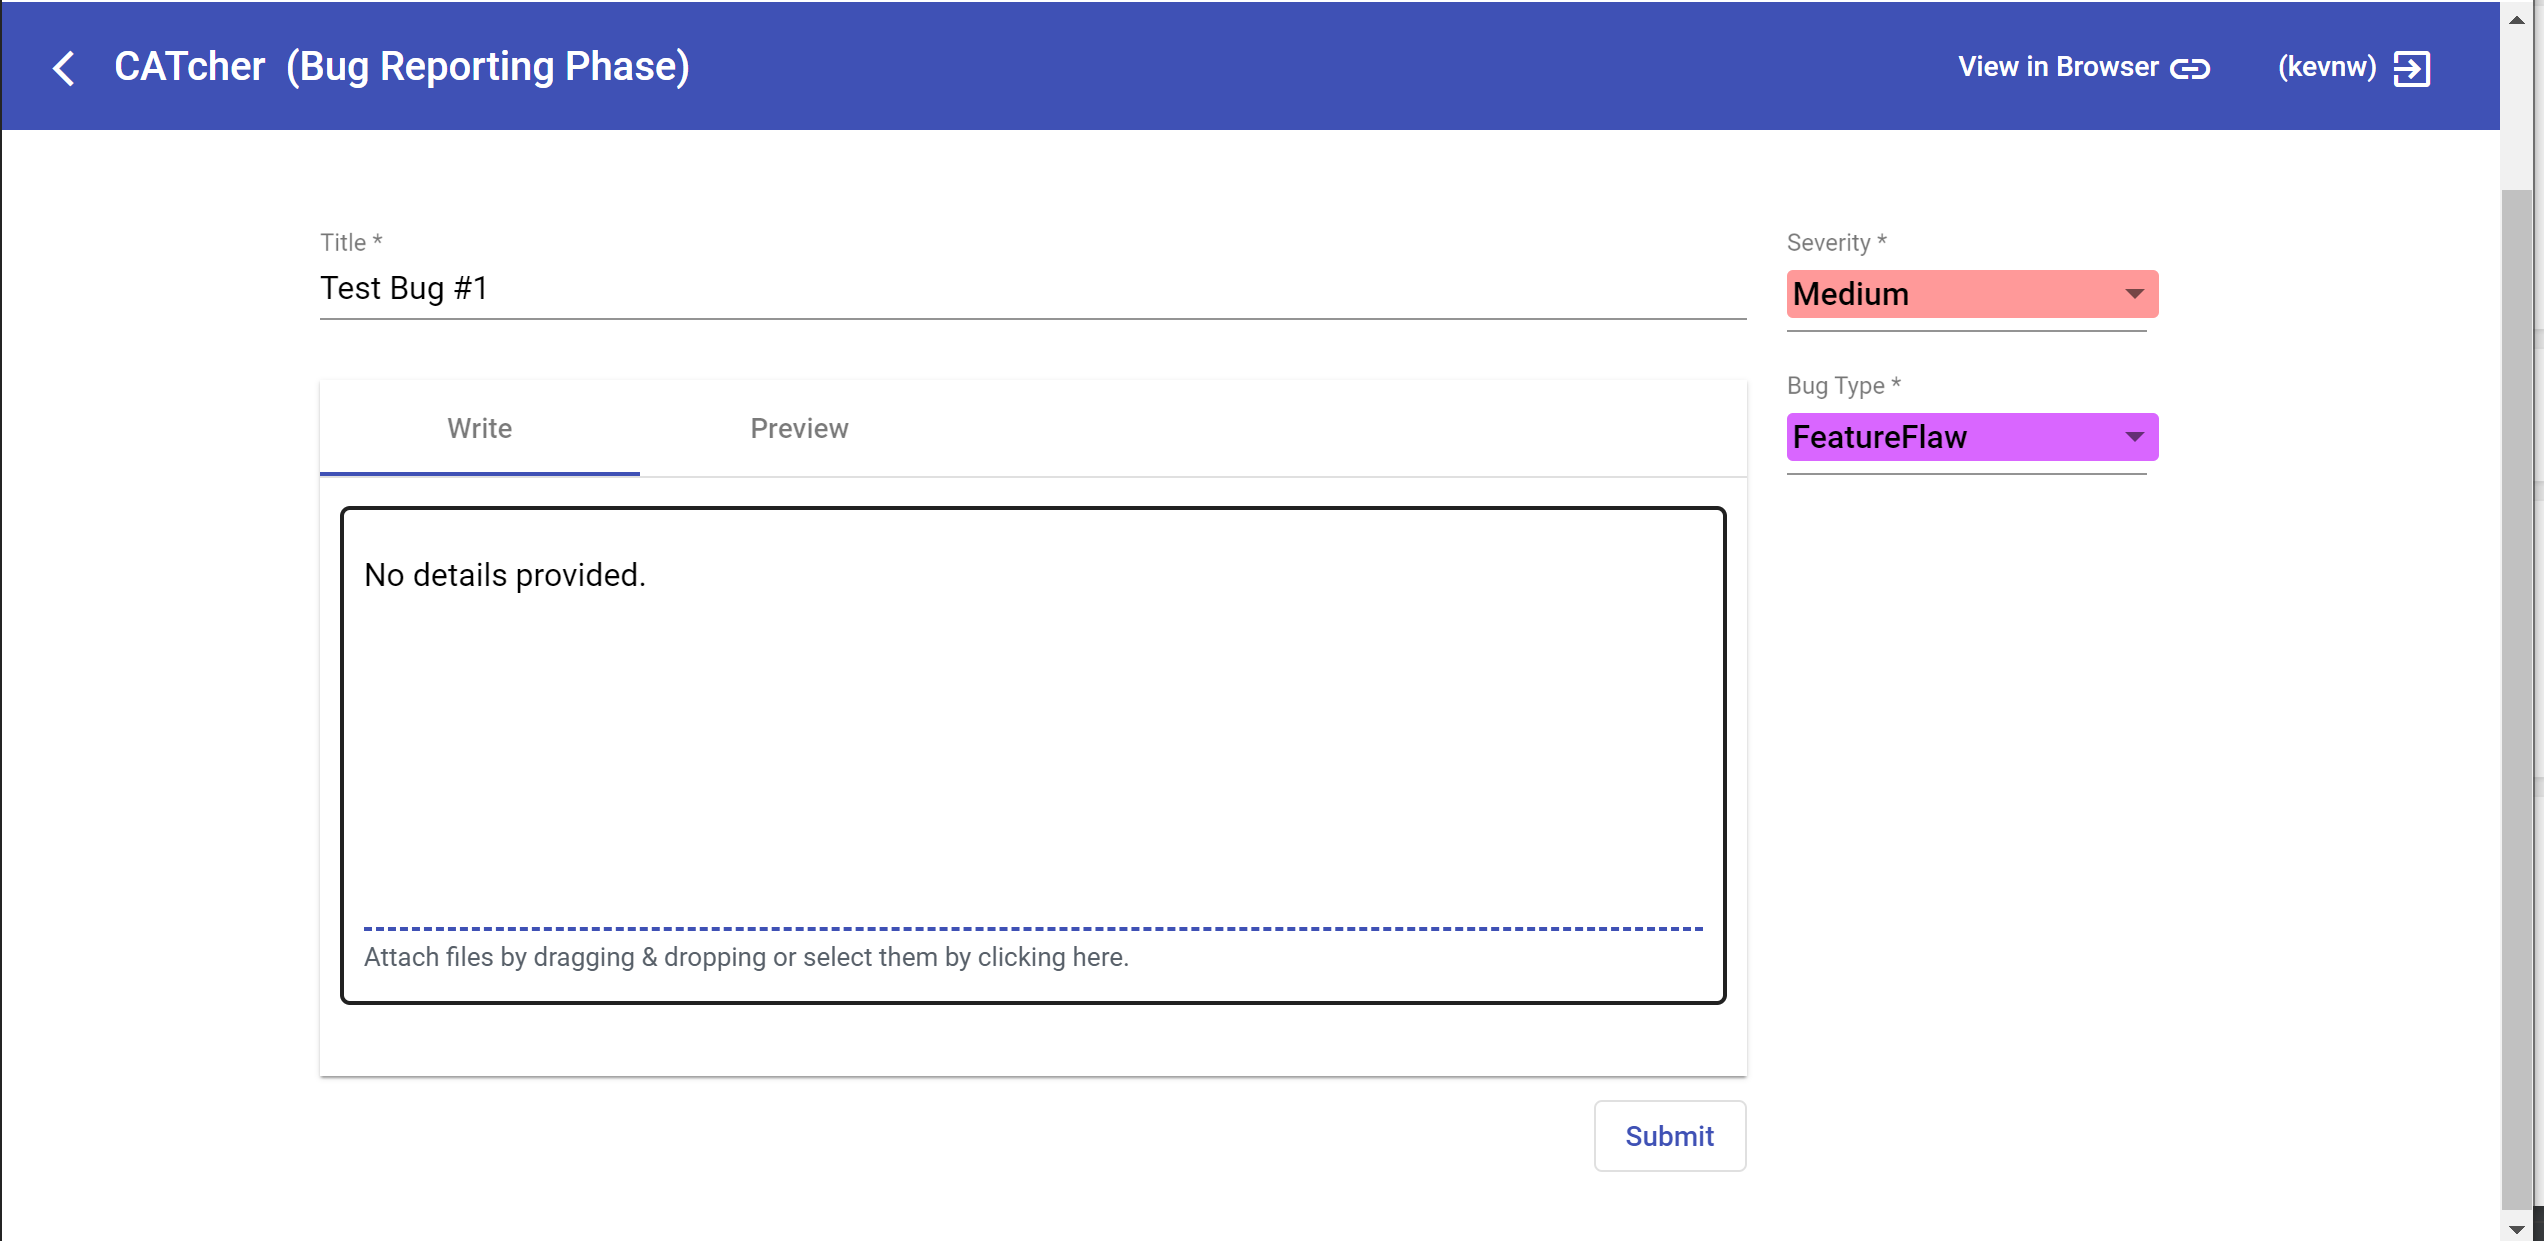 CATcher (Bug Reporting Phase)
View in Browser
(kevnw)
Title *
Test Bug #1
Severity *
Medium
Bug Type *
FeatureFlaw
Write
Preview
No details provided.
Attach files by dragging & dropping or select them by clicking here.
Submit